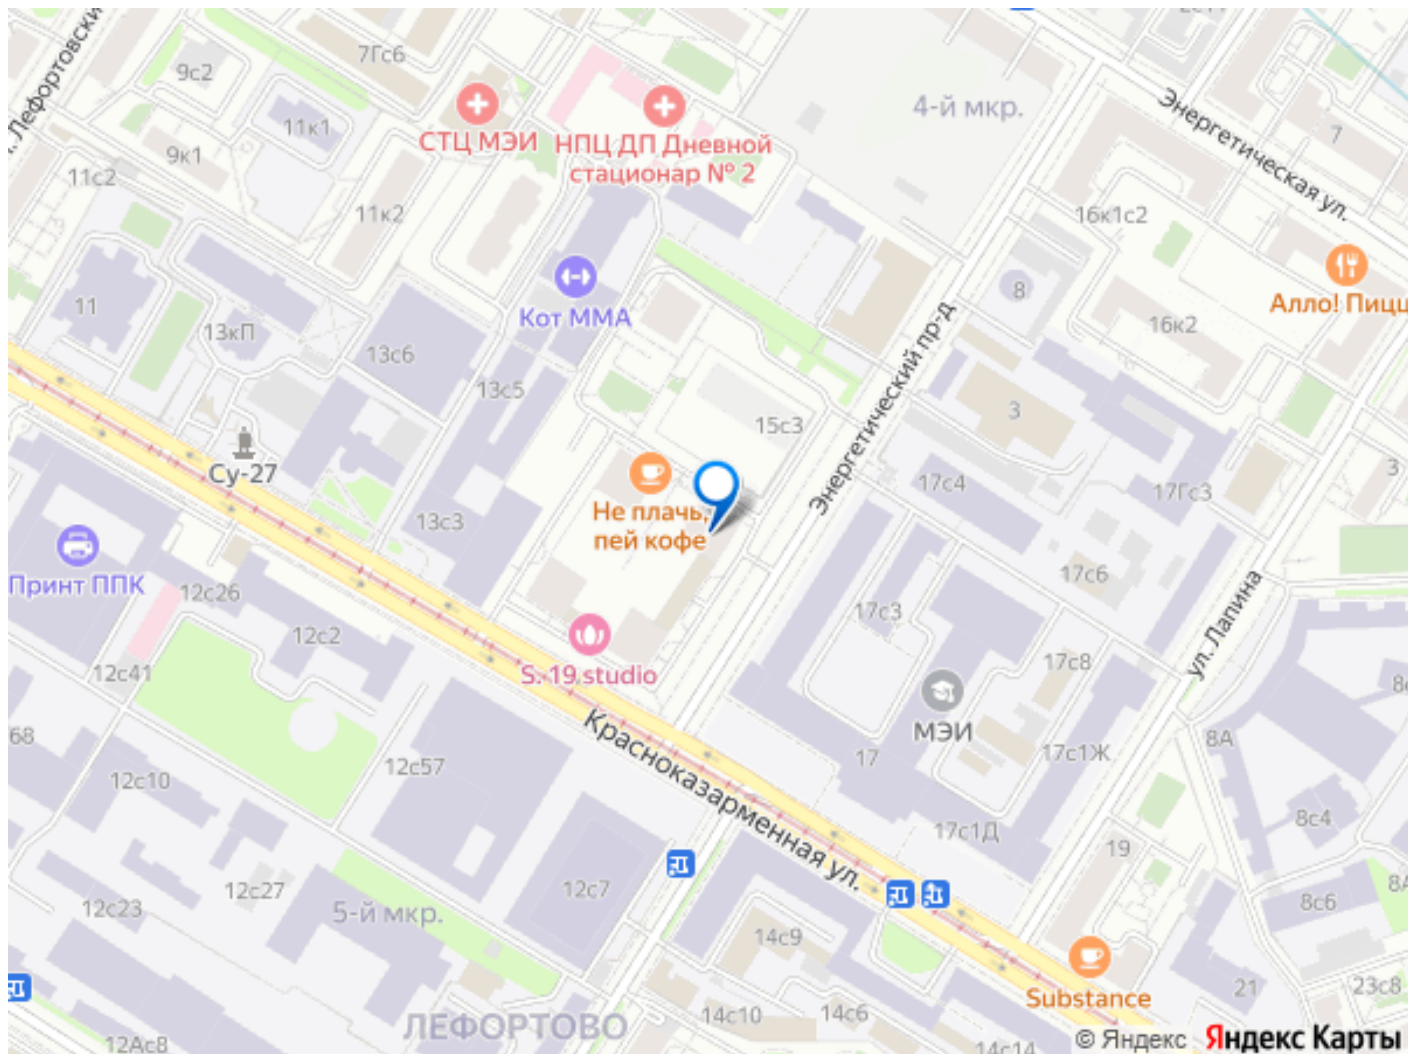 Лефортовский
7Гс6
9с2
СТЦ МЭИ
НПЦ ДП Дневной
стационар № 2
4-й мкр.
Энергетическая ул.
7
11к1
9к1
11с2
11к2
16к1с2
Алло! Пицц
8
16к2
11
13кП
Кот ММА
13с6
13с5
15с3
Энергетический пр-д
3
3
Су-27
Не плачь,
пей кофе
17с4
17Гс3
13с3
Принт ППК
12с26
17с6
17с3
ул. Лапина
12с2
S. 19 studio
12с41
17с8
МЭИ
68
12с10
12с57
Красноказарменная ул.
17
17с1Ж
8А
17с1Д
8с4
19
12с27
12с7
12с23
5-й мкр.
14с9
8с6
Substance
21
23с8
ЛЕФОРТОВО
14с10
14с6
12Ас8
14с14
© Яндекс Яндекс Карты